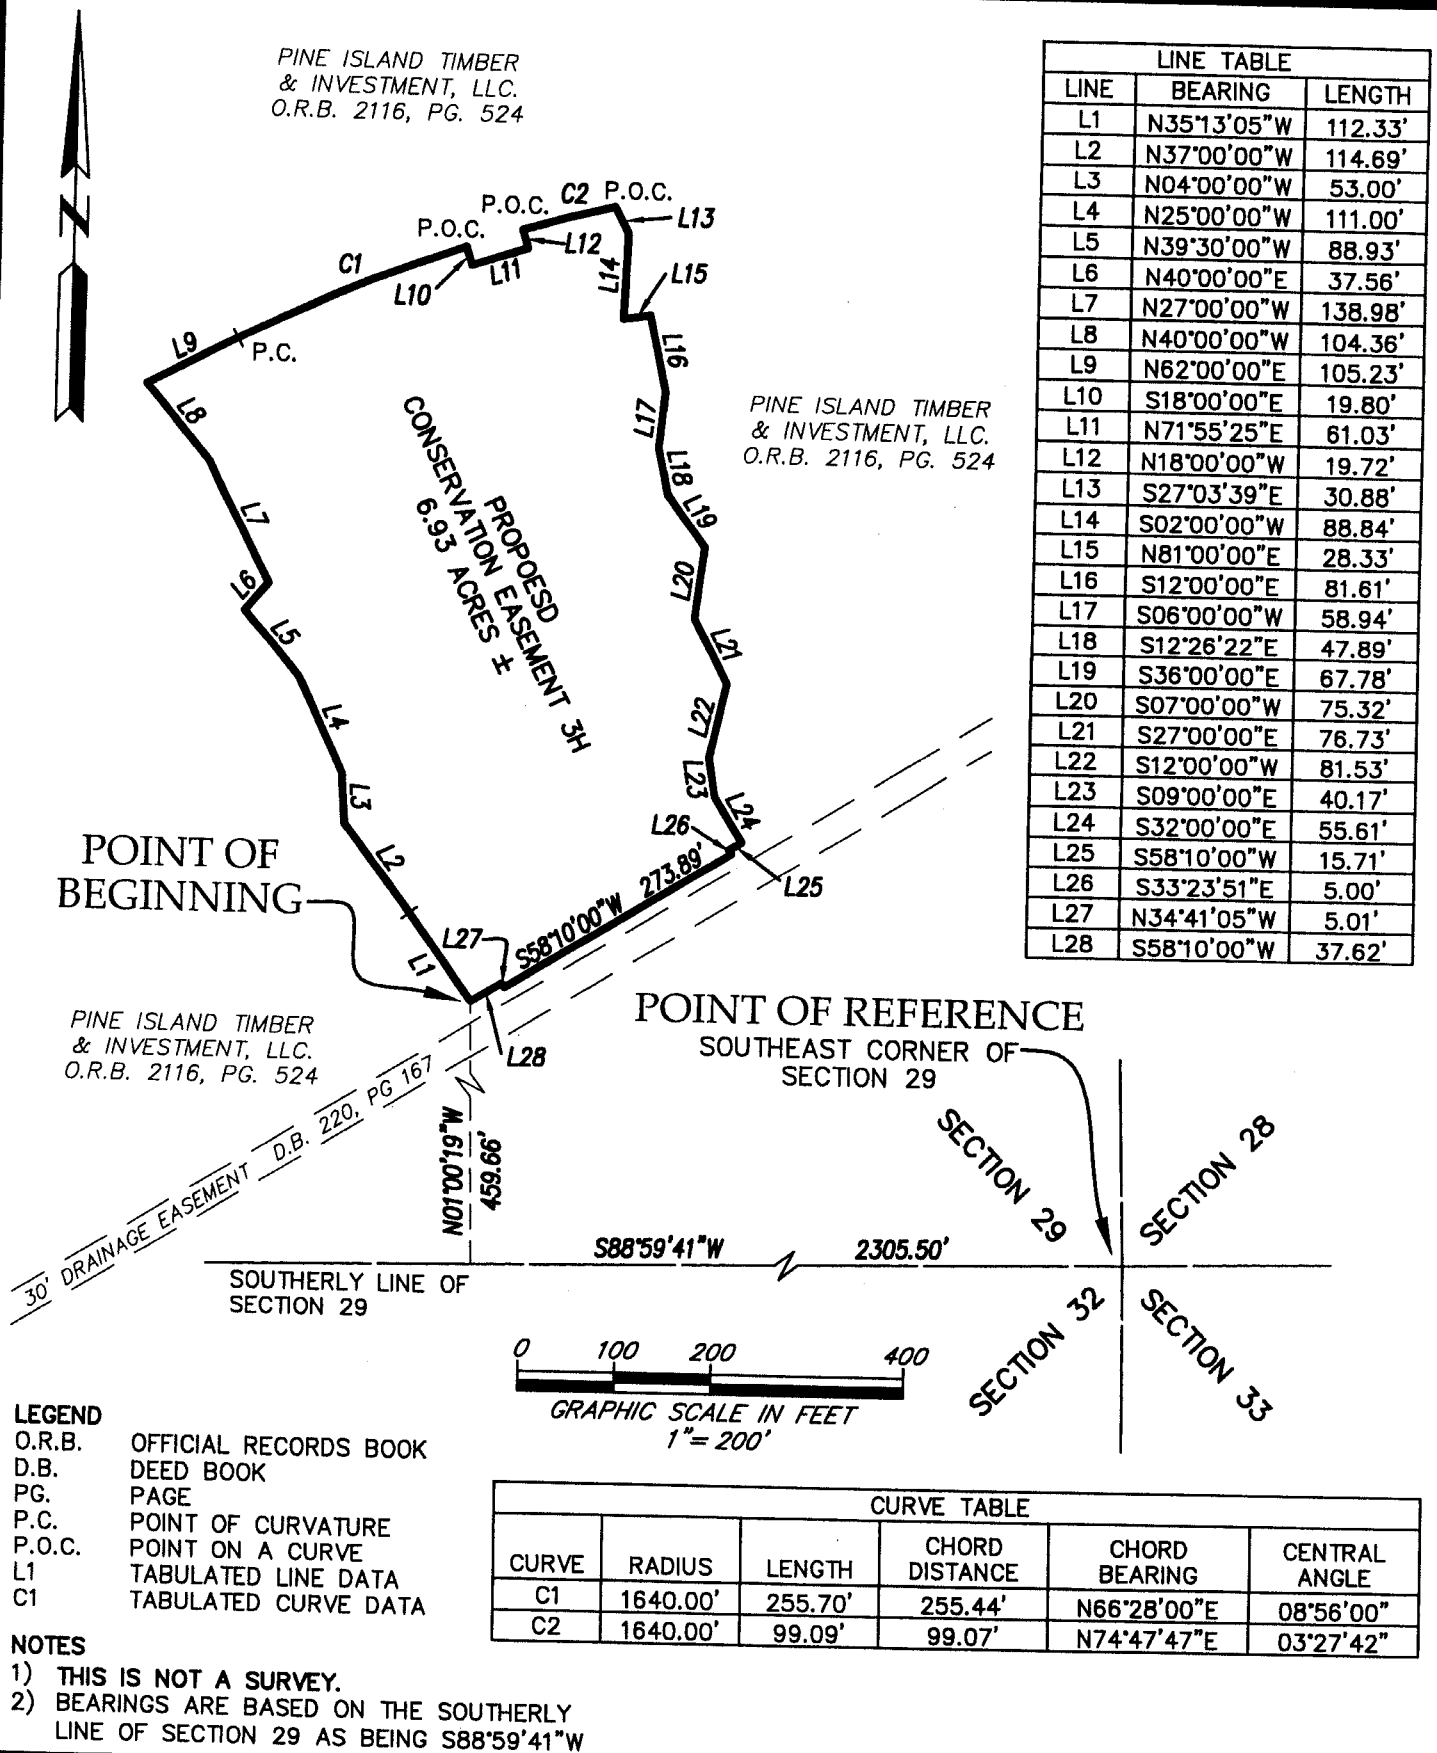 PINE ISLAND TIMBER
& INVESTMENT, LLC.
O.R.B. 2116, PG. 524
N
LINE TABLE
LINE BEARING LENGTH
L1 N35°13'05"W 112.33'
L2 N37°00'00"W 114.69'
L3 N04°00'00"W 53.00'
L4 N25°00'00"W 111.00'
L5 N39°30'00"W 88.93'
L6 N40°00'00"E 37.56'
L7 N27°00'00"W 138.98'
L8 N40°00'00"W 104.36'
L9 N62°00'00"E 105.23'
L10 S18°00'00"E 19.80'
L11 N71°55'25"E 61.03'
L12 N18°00'00"W 19.72'
L13 S27°03'39"E 30.88'
L14 S02°00'00"W 88.84'
L15 N81°00'00"E 28.33'
L16 S12°00'00"E 81.61'
L17 S06°00'00"W 58.94'
L18 S12°26'22"E 47.89'
L19 S36°00'00"E 67.78'
L20 S07°00'00"W 75.32'
L21 S27°00'00"E 76.73'
L22 S12°00'00"W 81.53'
L23 S09°00'00"E 40.17'
L24 S32°00'00"E 55.61'
L25 S58°10'00"W 15.71'
L26 S33°23'51"E 5.00'
L27 N34°41'05"W 5.01'
L28 S58°10'00"W 37.62'
C2
P.O.C.
P.O.C.
P.O.C.
L13
L12
L11
L10
C1
L14
L15
L9
P.C.
L16
L8
L17
PINE ISLAND TIMBER
& INVESTMENT, LLC.
O.R.B. 2116, PG. 524
L18
L7
L19
PROPOESD
CONSERVATION EASEMENT 3H
6.93 ACRES ±
L6
L20
L5
L21
L4
L22
L3
L23
L24
L26
L25
L2
POINT OF
BEGINNING
S58°10'00"W 273.89'
L27
L1
L28
PINE ISLAND TIMBER
& INVESTMENT, LLC.
O.R.B. 2116, PG. 524
30' DRAINAGE EASEMENT D.B. 220, PG 167
N01°00'19"W
459.66'
POINT OF REFERENCE
SOUTHEAST CORNER OF
SECTION 29
SECTION 29
SECTION 28
S88°59'41"W 2305.50'
SOUTHERLY LINE OF
SECTION 29
SECTION 32
SECTION 33
0 100 200 400
GRAPHIC SCALE IN FEET
1"= 200'
LEGEND
O.R.B. OFFICIAL RECORDS BOOK
D.B. DEED BOOK
PG. PAGE
P.C. POINT OF CURVATURE
P.O.C. POINT ON A CURVE
L1 TABULATED LINE DATA
C1 TABULATED CURVE DATA
CURVE TABLE
CURVE RADIUS LENGTH CHORD DISTANCE CHORD BEARING CENTRAL ANGLE
C1 1640.00' 255.70' 255.44' N66°28'00"E 08°56'00"
C2 1640.00' 99.09' 99.07' N74°47'47"E 03°27'42"
NOTES
1) THIS IS NOT A SURVEY.
2) BEARINGS ARE BASED ON THE SOUTHERLY
LINE OF SECTION 29 AS BEING S88°59'41"W